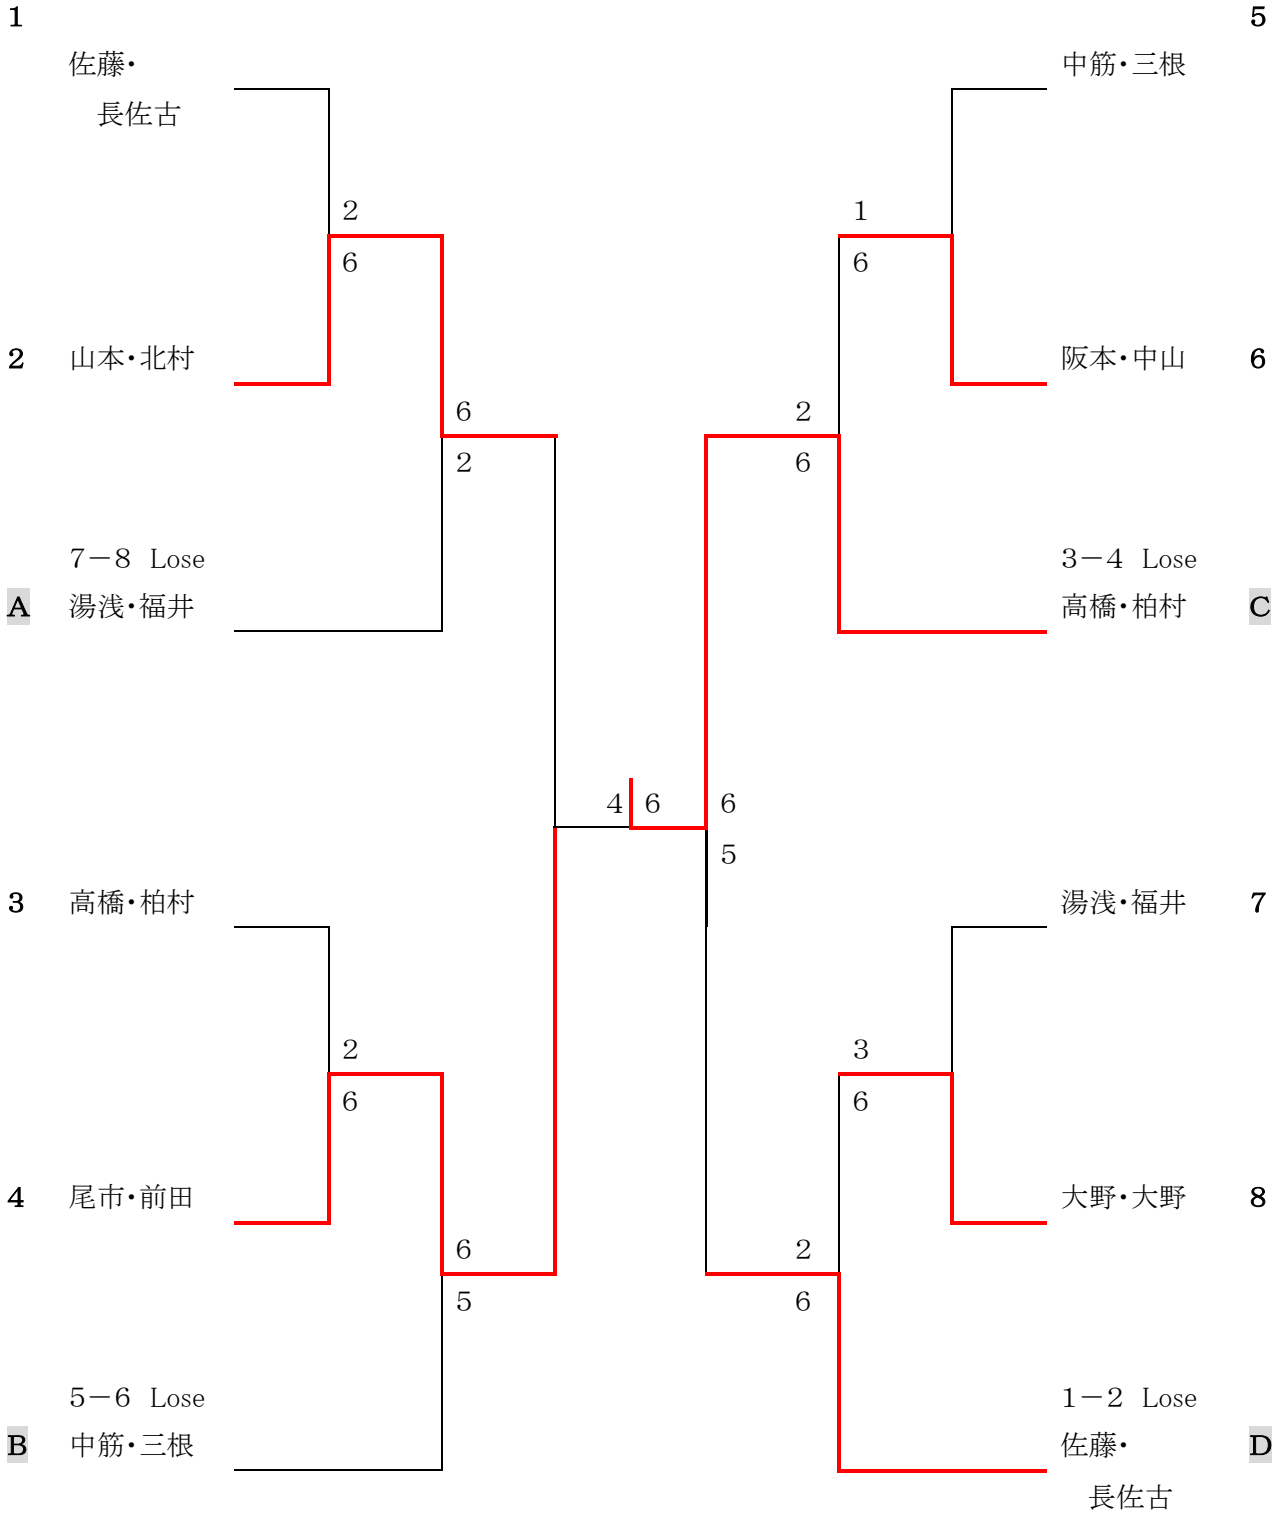 1
5
佐藤・
長佐古
中筋・三根
2
6
1
6
2 山本・北村
阪本・中山 6
6
2
2
6
7－8 Lose
A 湯浅・福井
3－4 Lose
高橋・柏村 C
4 6
6
5
3 高橋・柏村
湯浅・福井 7
2
6
3
6
4 尾市・前田
大野・大野 8
6
5
2
6
5－6 Lose
B 中筋・三根
1－2 Lose
佐藤・ D
長佐古